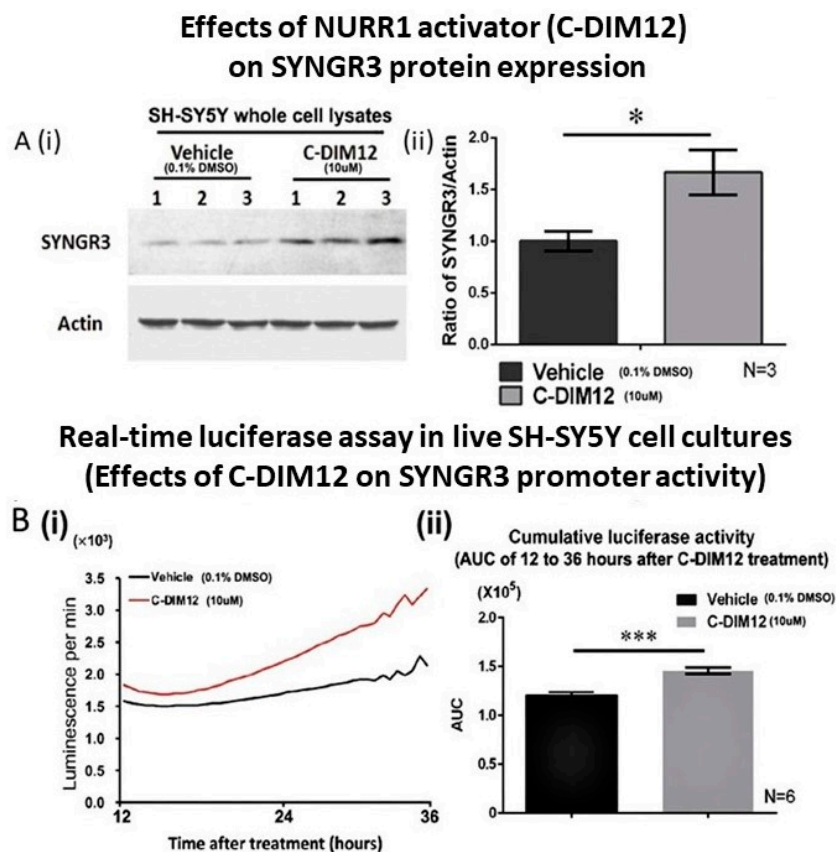 Effects of NURR1 activator (C-DIM12)
on SYNGR3 protein expression
A (i)
SH-SY5Y whole cell lysates
Vehicle
(0.1% DMSO)
C-DIM12
(10uM)
1 2 3 1 2 3
SYNGR3
Actin
(ii)
Ratio of SYNGR3/Actin
2.0
1.5
1.0
0.5
0.0
*
Vehicle (0.1% DMSO)
C-DIM12 (10uM)
N=3
Real-time luciferase assay in live SH-SY5Y cell cultures
(Effects of C-DIM12 on SYNGR3 promoter activity)
B (i)
(×10³)
Luminescence per min
3.5
3.0
2.5
2.0
1.5
1.0
0.5
0.0
Vehicle (0.1% DMSO)
C-DIM12 (10uM)
12 24 36
Time after treatment (hours)
(ii)
Cumulative luciferase activity
(AUC of 12 to 36 hours after C-DIM12 treatment)
(X10⁵)
Vehicle (0.1% DMSO)
C-DIM12 (10uM)
AUC
2.0
1.5
1.0
0.5
0.0
***
N=6